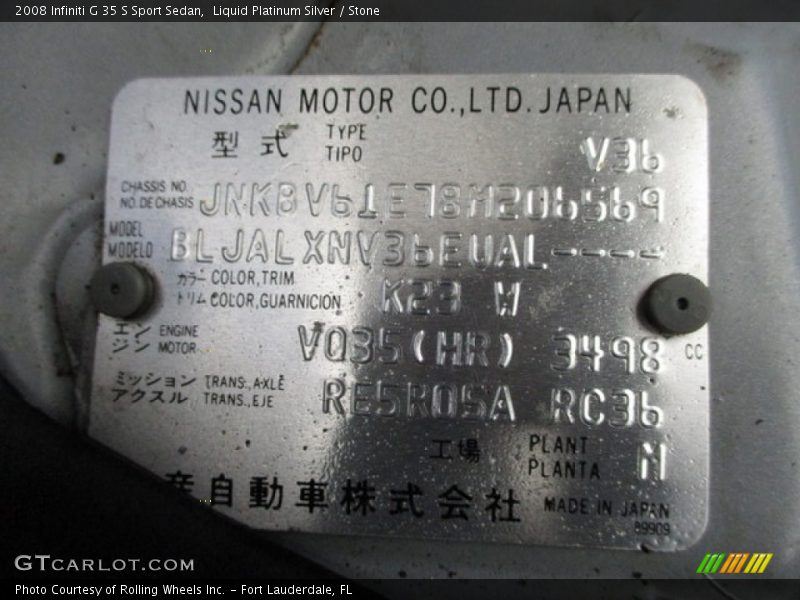 2008 Infiniti G 35 S Sport Sedan,  Liquid Platinum Silver / Stone
NISSAN MOTOR CO.,LTD.JAPAN
型式 TYPE TIPO V36
CHASSIS NO. NO.DE CHASIS JNKBV61E78M206569
MODEL MODELO BLJALXNV36EUAL----
カラー COLOR,TRIM
トリム COLOR,GUARNICION K23 W
エンジン ENGINE MOTOR VQ35(HR) 3498 CC
ミッション TRANS.,AXLE
アクスル TRANS.,EJE RE5R05A RC36
工場 PLANT PLANTA M
産自動車株式会社 MADE IN JAPAN
89909
GTCARLOT.COM
Photo Courtesy of Rolling Wheels Inc. – Fort Lauderdale, FL